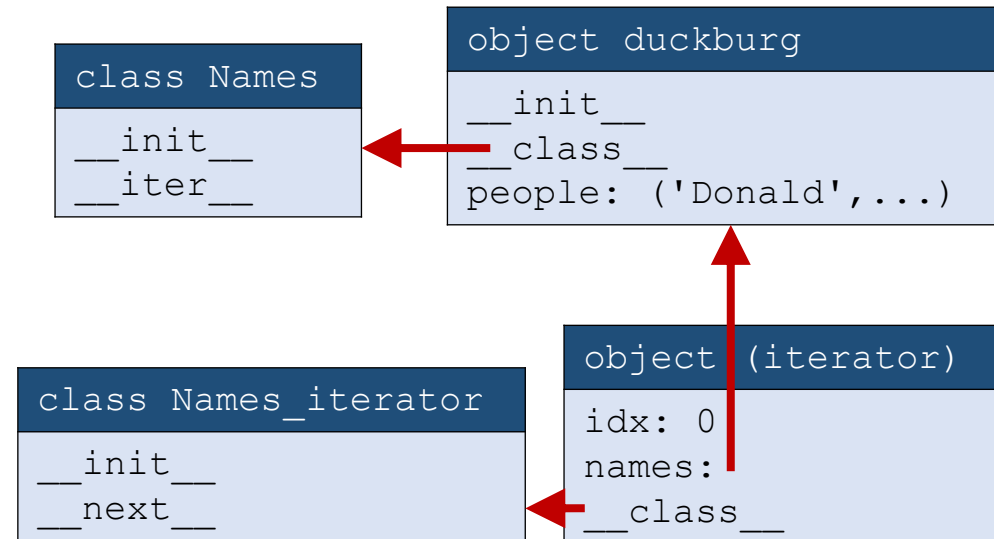 class Names
__init__
__iter__
object duckburg
__init__
__class__
people: ('Donald',...)
class Names_iterator
__init__
__next__
object (iterator)
idx: 0
names:
__class__